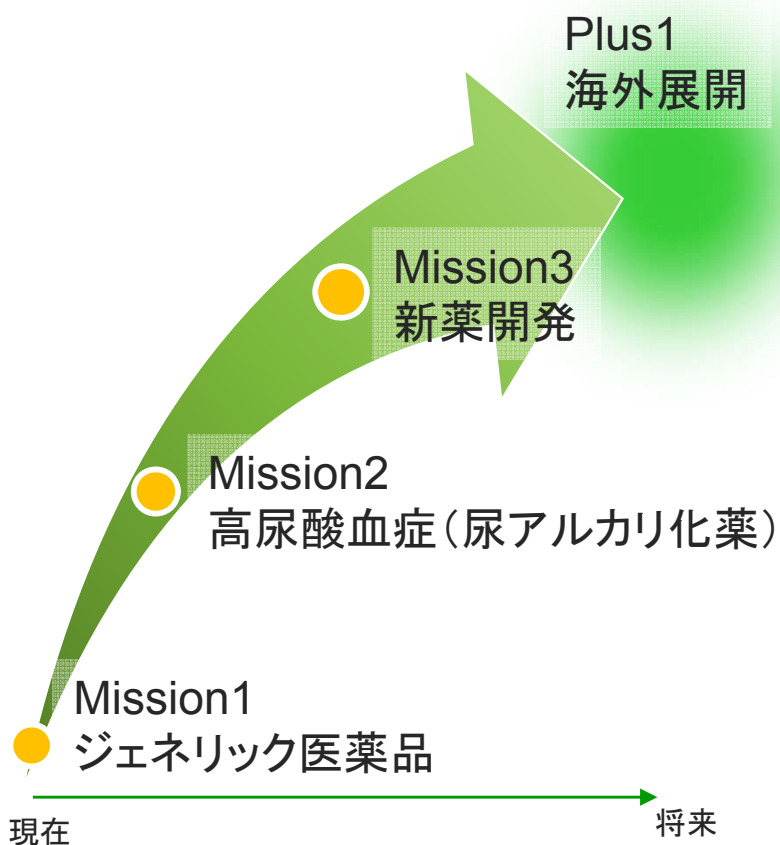 Plus1
海外展開
Mission3
新薬開発
Mission2
高尿酸血症（尿アルカリ化薬）
Mission1
ジェネリック医薬品
現在
将来